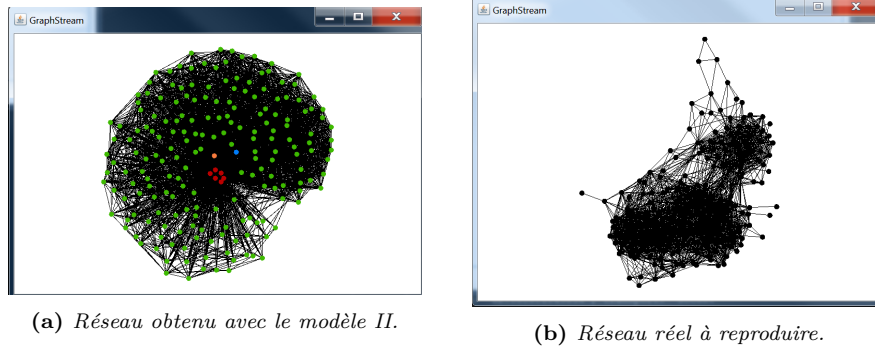 GraphStream
(a) Réseau obtenu avec le modèle II.
GraphStream
(b) Réseau réel à reproduire.